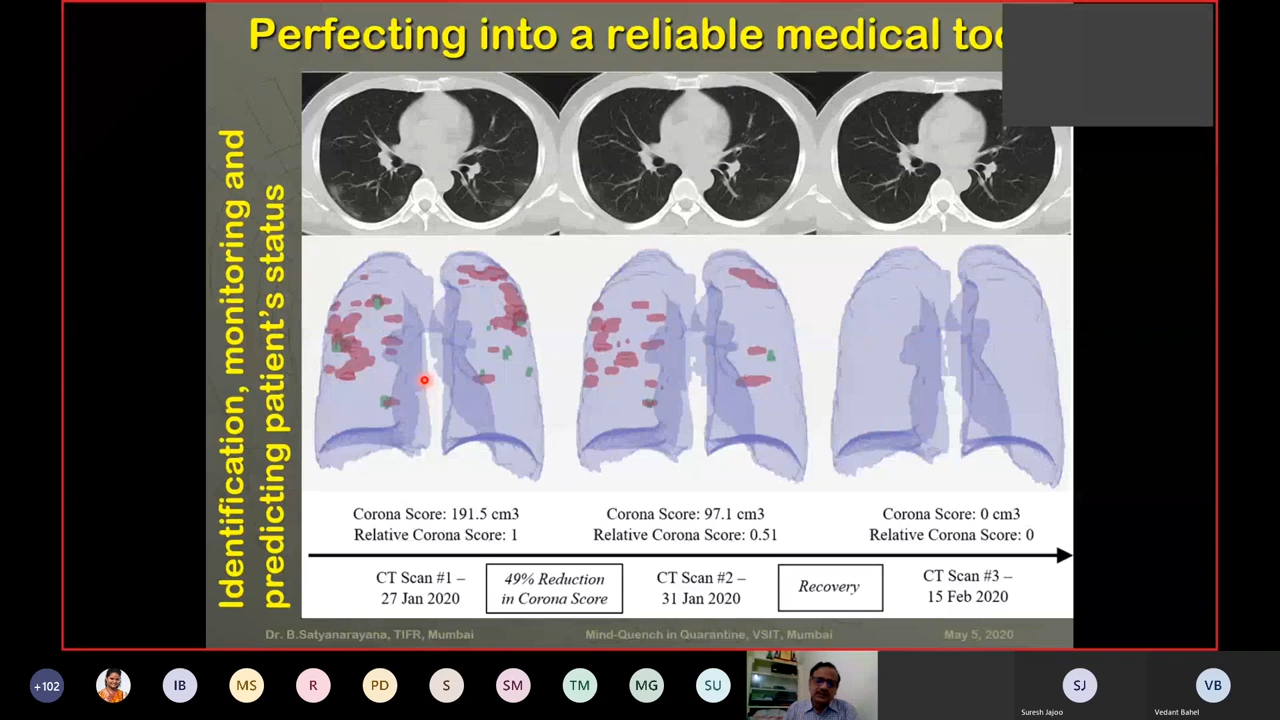 Perfecting into a reliable medical too
Identification, monitoring and
predicting patient's status
Corona Score: 191.5 cm3
Relative Corona Score: 1
Corona Score: 97.1 cm3
Relative Corona Score: 0.51
Corona Score: 0 cm3
Relative Corona Score: 0
CT Scan #1 –
27 Jan 2020
49% Reduction
in Corona Score
CT Scan #2 –
31 Jan 2020
Recovery
CT Scan #3 –
15 Feb 2020
Dr. B.Satyanarayana, TIFR, Mumbai
Mind-Quench in Quarantine, VSIT, Mumbai
May 5, 2020
+102
IB
MS
R
PD
S
SM
TM
MG
SU
SJ
VB
Suresh Jajoo
Vedant Bahel